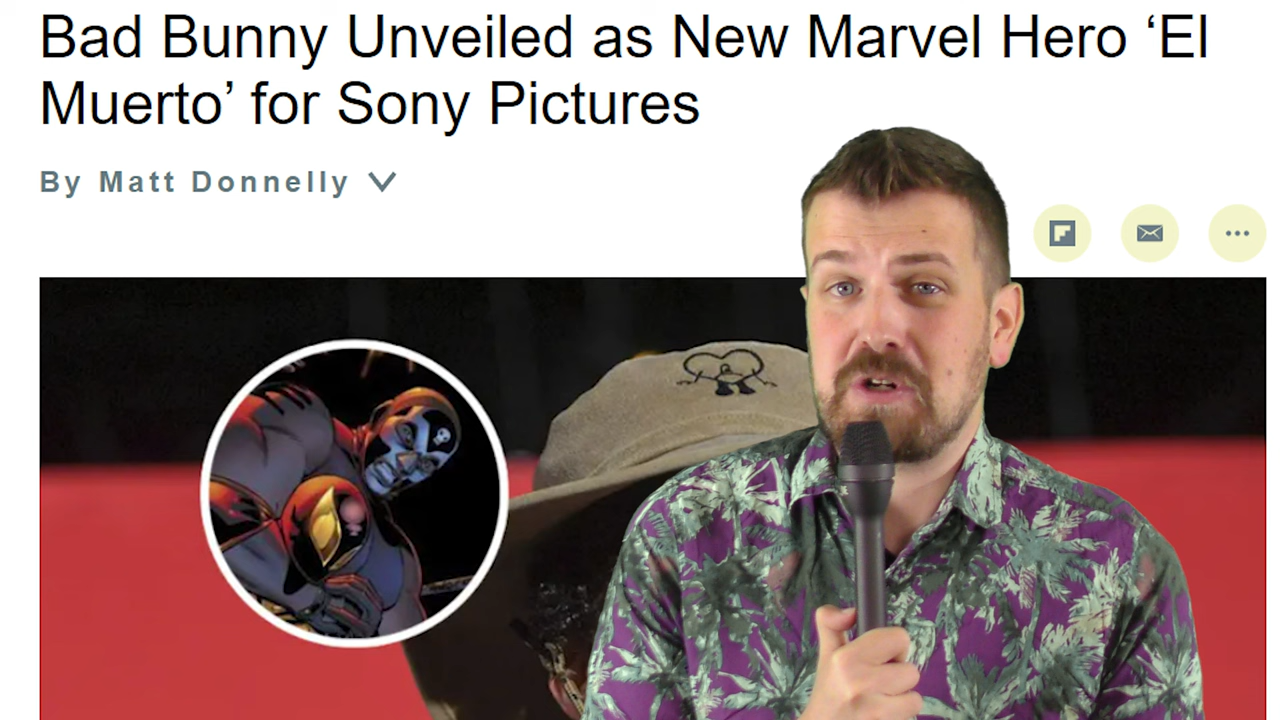 Bad Bunny Unveiled as New Marvel Hero ‘El
Muerto’ for Sony Pictures
By Matt Donnelly